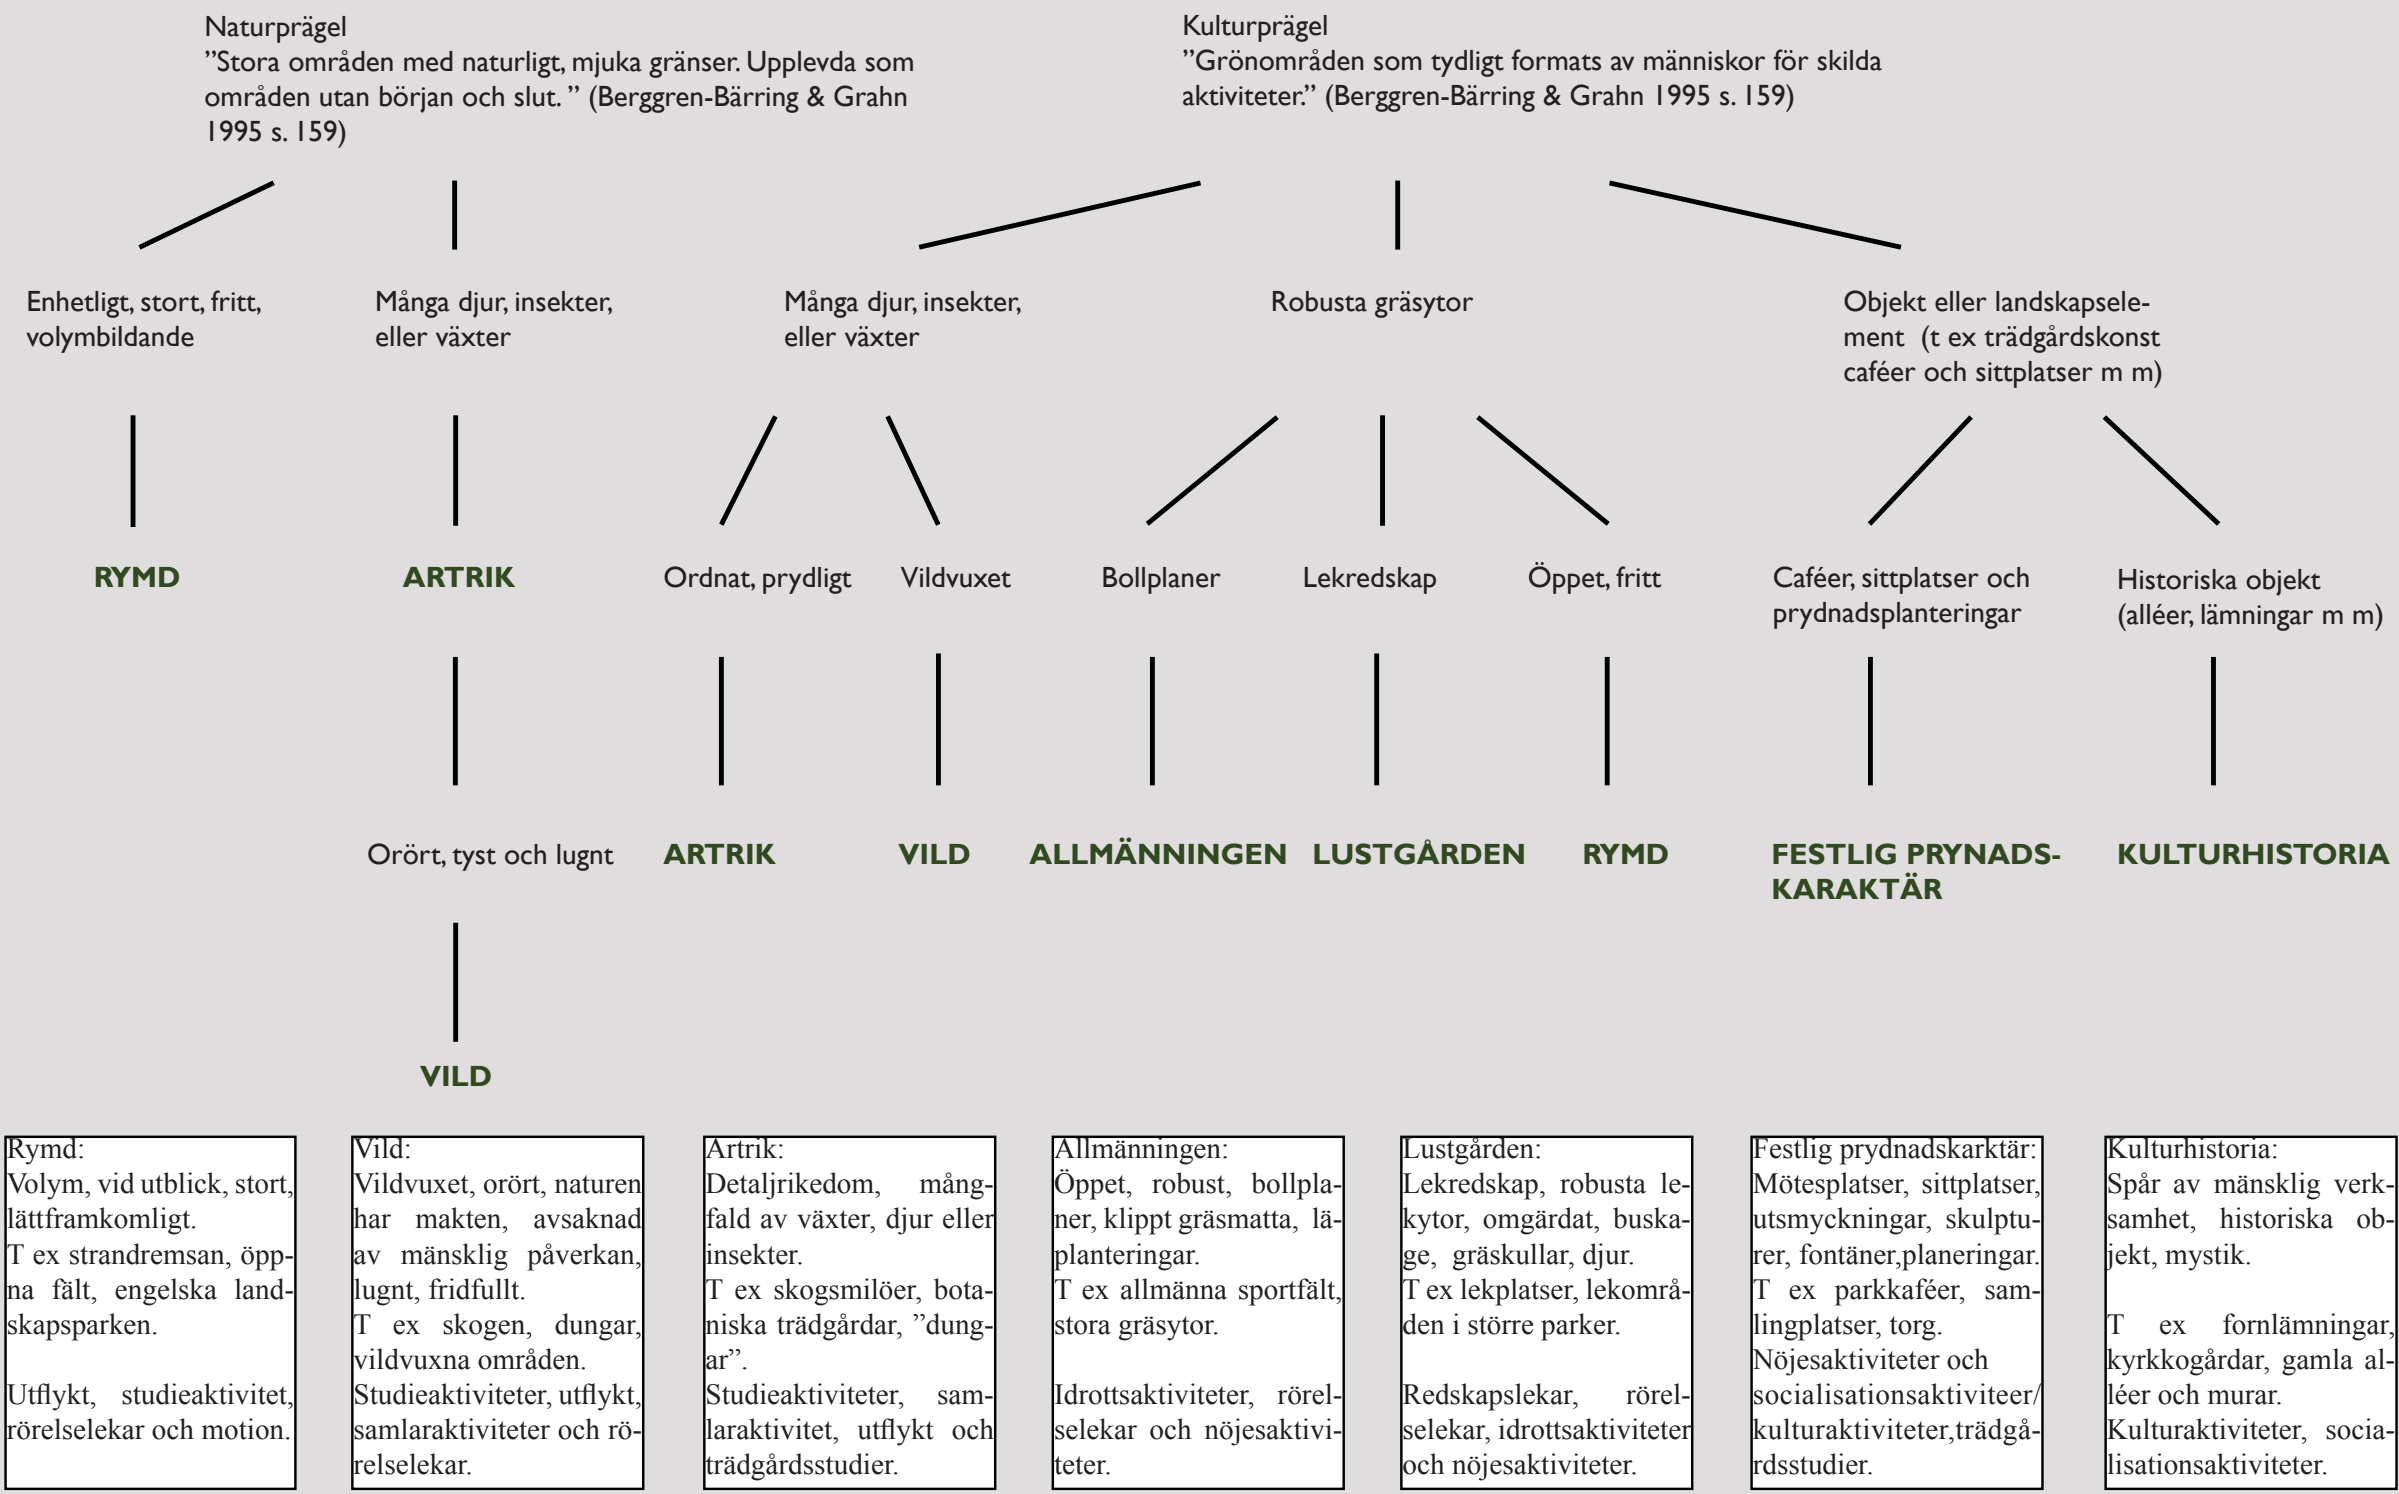 Naturprägel
”Stora områden med naturligt, mjuka gränser. Upplevda som
områden utan början och slut. ” (Berggren-Bärring & Grahn
1995 s. 159)
Kulturprägel
”Grönområden som tydligt formats av människor för skilda
aktiviteter.” (Berggren-Bärring & Grahn 1995 s. 159)
Enhetligt, stort, fritt,
volymbildande
Många djur, insekter,
eller växter
Många djur, insekter,
eller växter
Robusta gräsytor
Objekt eller landskapsele-
ment (t ex trädgårdskonst
caféer och sittplatser m m)
RYMD
ARTRIK
Ordnat, prydligt
Vildvuxet
Bollplaner
Lekredskap
Öppet, fritt
Caféer, sittplatser och
prydnadsplanteringar
Historiska objekt
(alléer, lämningar m m)
Orört, tyst och lugnt
ARTRIK
VILD
ALLMÄNNINGEN
LUSTGÅRDEN
RYMD
FESTLIG PRYNADS-
KARAKTÄR
KULTURHISTORIA
VILD
Rymd:
Volym, vid utblick, stort,
lättframkomligt.
T ex strandremsan, öpp-
na fält, engelska land-
skapsparken.
Utflykt, studieaktivitet,
rörelselekar och motion.
Vild:
Vildvuxet, orört, naturen
har makten, avsaknad
av mänsklig påverkan,
lugnt, fridfullt.
T ex skogen, dungar,
vildvuxna områden.
Studieaktiviteter, utflykt,
samlaraktiviteter och rö-
relselekar.
Artrik:
Detaljrikedom, mång-
fald av växter, djur eller
insekter.
T ex skogsmilöer, bota-
niska trädgårdar, ”dung-
ar”.
Studieaktiviteter, sam-
laraktivitet, utflykt och
trädgårdsstudier.
Allmänningen:
Öppet, robust, bollpla-
ner, klippt gräsmatta, lä-
planteringar.
T ex allmänna sportfält,
stora gräsytor.
Idrottsaktiviteter, rörel-
selekar och nöjesaktivi-
teter.
Lustgården:
Lekredskap, robusta le-
kytor, omgärdat, buska-
ge, gräskullar, djur.
T ex lekplatser, lekområ-
den i större parker.
Redskapslekar, rörel-
selekar, idrottsaktiviteter
och nöjesaktiviteter.
Festlig prydnadskarktär:
Mötesplatser, sittplatser,
utsmyckningar, skulptu-
rer, fontäner,planeringar.
T ex parkkaféer, sam-
lingplatser, torg.
Nöjesaktiviteter och
socialisationsaktiviteer/
kulturaktiviteter,trädgå-
rdsstudier.
Kulturhistoria:
Spår av mänsklig verk-
samhet, historiska ob-
jekt, mystik.
T ex fornlämningar,
kyrkkogårdar, gamla al-
léer och murar.
Kulturaktiviteter, socia-
lisationsaktiviteter.